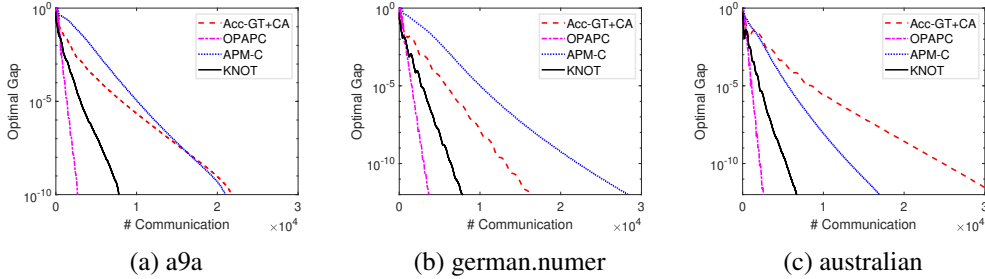 10^0
10^-5
10^-10
Optimal Gap
0 1 2 3
# Communication
×10^4
Acc-GT+CA
OPAPC
APM-C
KNOT
(a) a9a
10^0
10^-5
10^-10
Optimal Gap
0 1 2 3
# Communication
×10^4
Acc-GT+CA
OPAPC
APM-C
KNOT
(b) german.numer
10^0
10^-5
10^-10
Optimal Gap
0 1 2 3
# Communication
×10^4
Acc-GT+CA
OPAPC
APM-C
KNOT
(c) australian